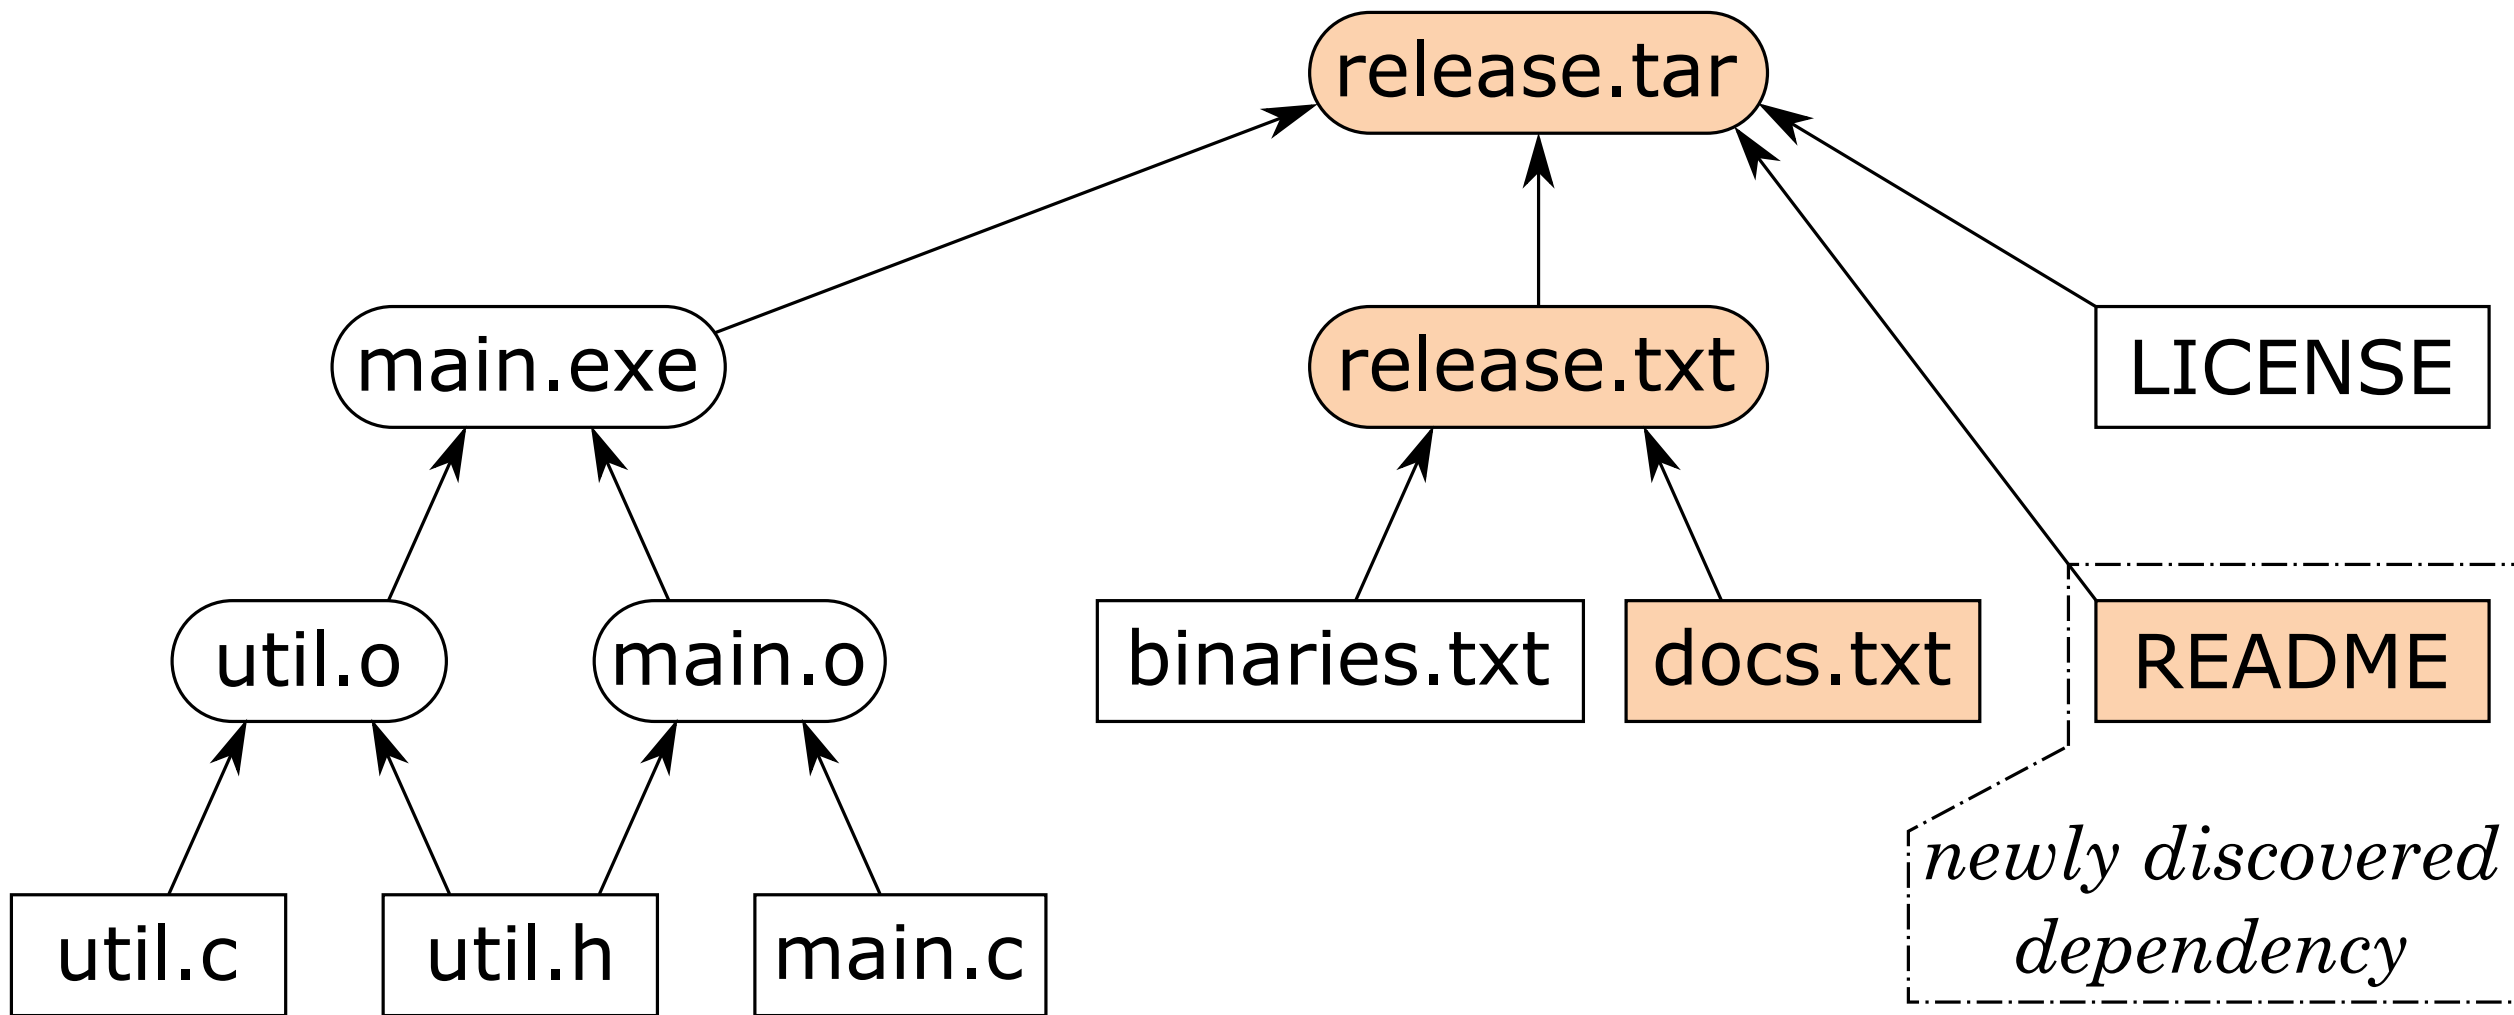 release.tar
main.exe
release.txt
LICENSE
util.o
main.o
binaries.txt
docs.txt
README
util.c
util.h
main.c
newly discovered
dependency